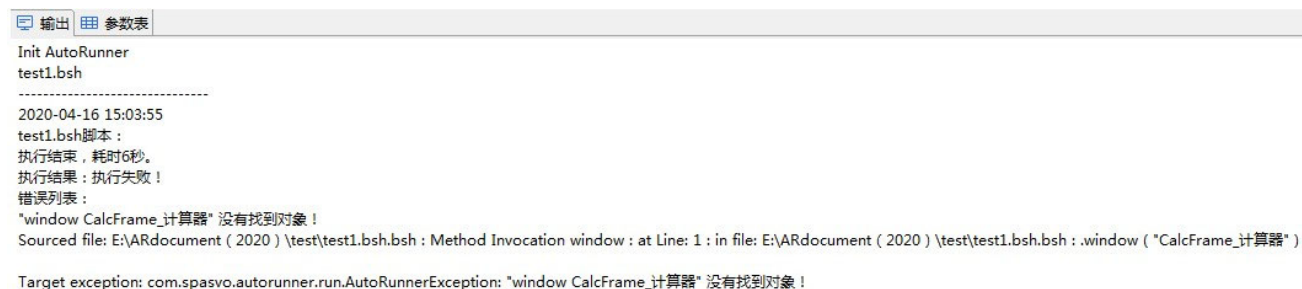 输出 参数表
Init AutoRunner
test1.bsh
-------------------------------
2020-04-16 15:03:55
test1.bsh脚本：
执行结束，耗时6秒。
执行结果：执行失败！
错误列表：
"window CalcFrame_计算器" 没有找到对象！
Sourced file: E:\ARdocument（2020）\test\test1.bsh.bsh : Method Invocation window : at Line: 1 : in file: E:\ARdocument（2020）\test\test1.bsh.bsh : .window ( "CalcFrame_计算器" )
Target exception: com.spasvo.autorunner.run.AutoRunnerException: "window CalcFrame_计算器" 没有找到对象！